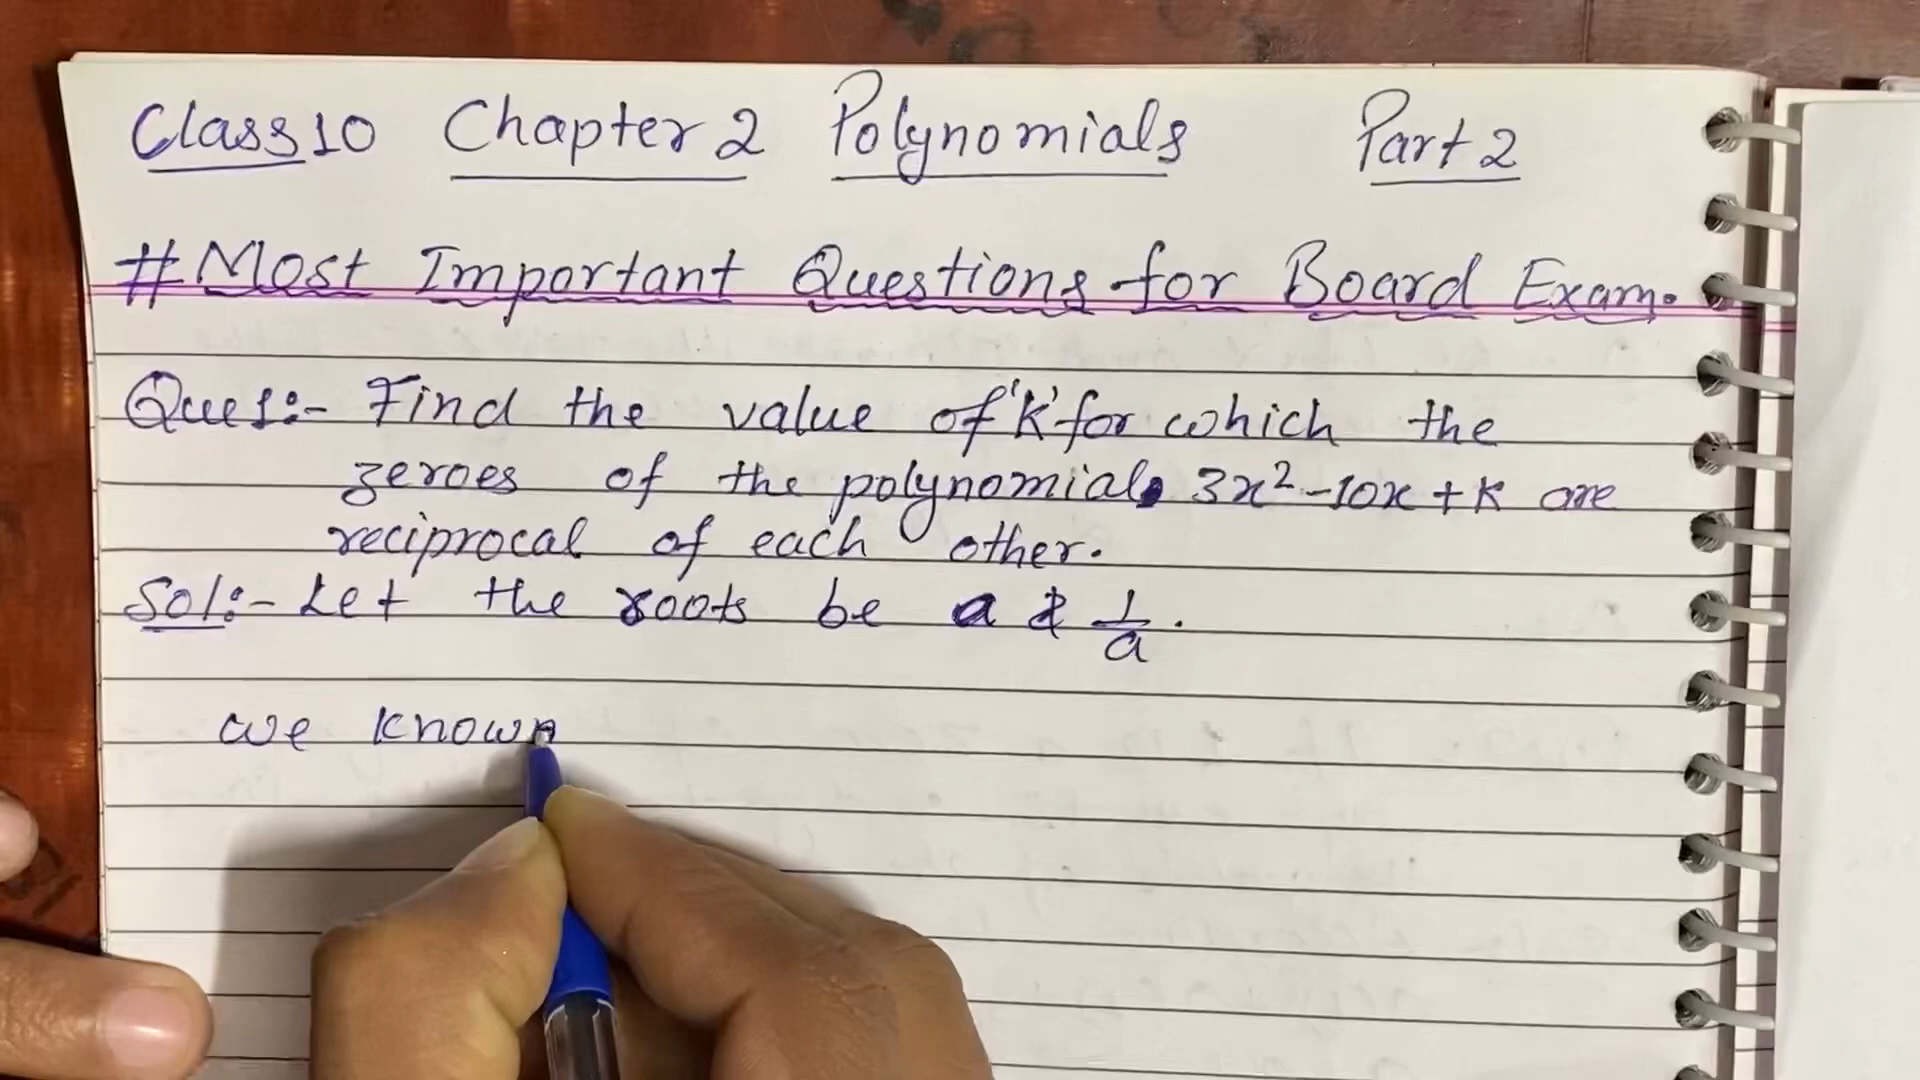 Class 10 Chapter 2 Polynomials Part 2
# Most Important Questions for Board Exam.
Ques1:- Find the value of 'K' for which the
zeroes of the polynomial 3x²-10x+k are
reciprocal of each other.
Sol:- Let the roots be a & 1/a.
we know